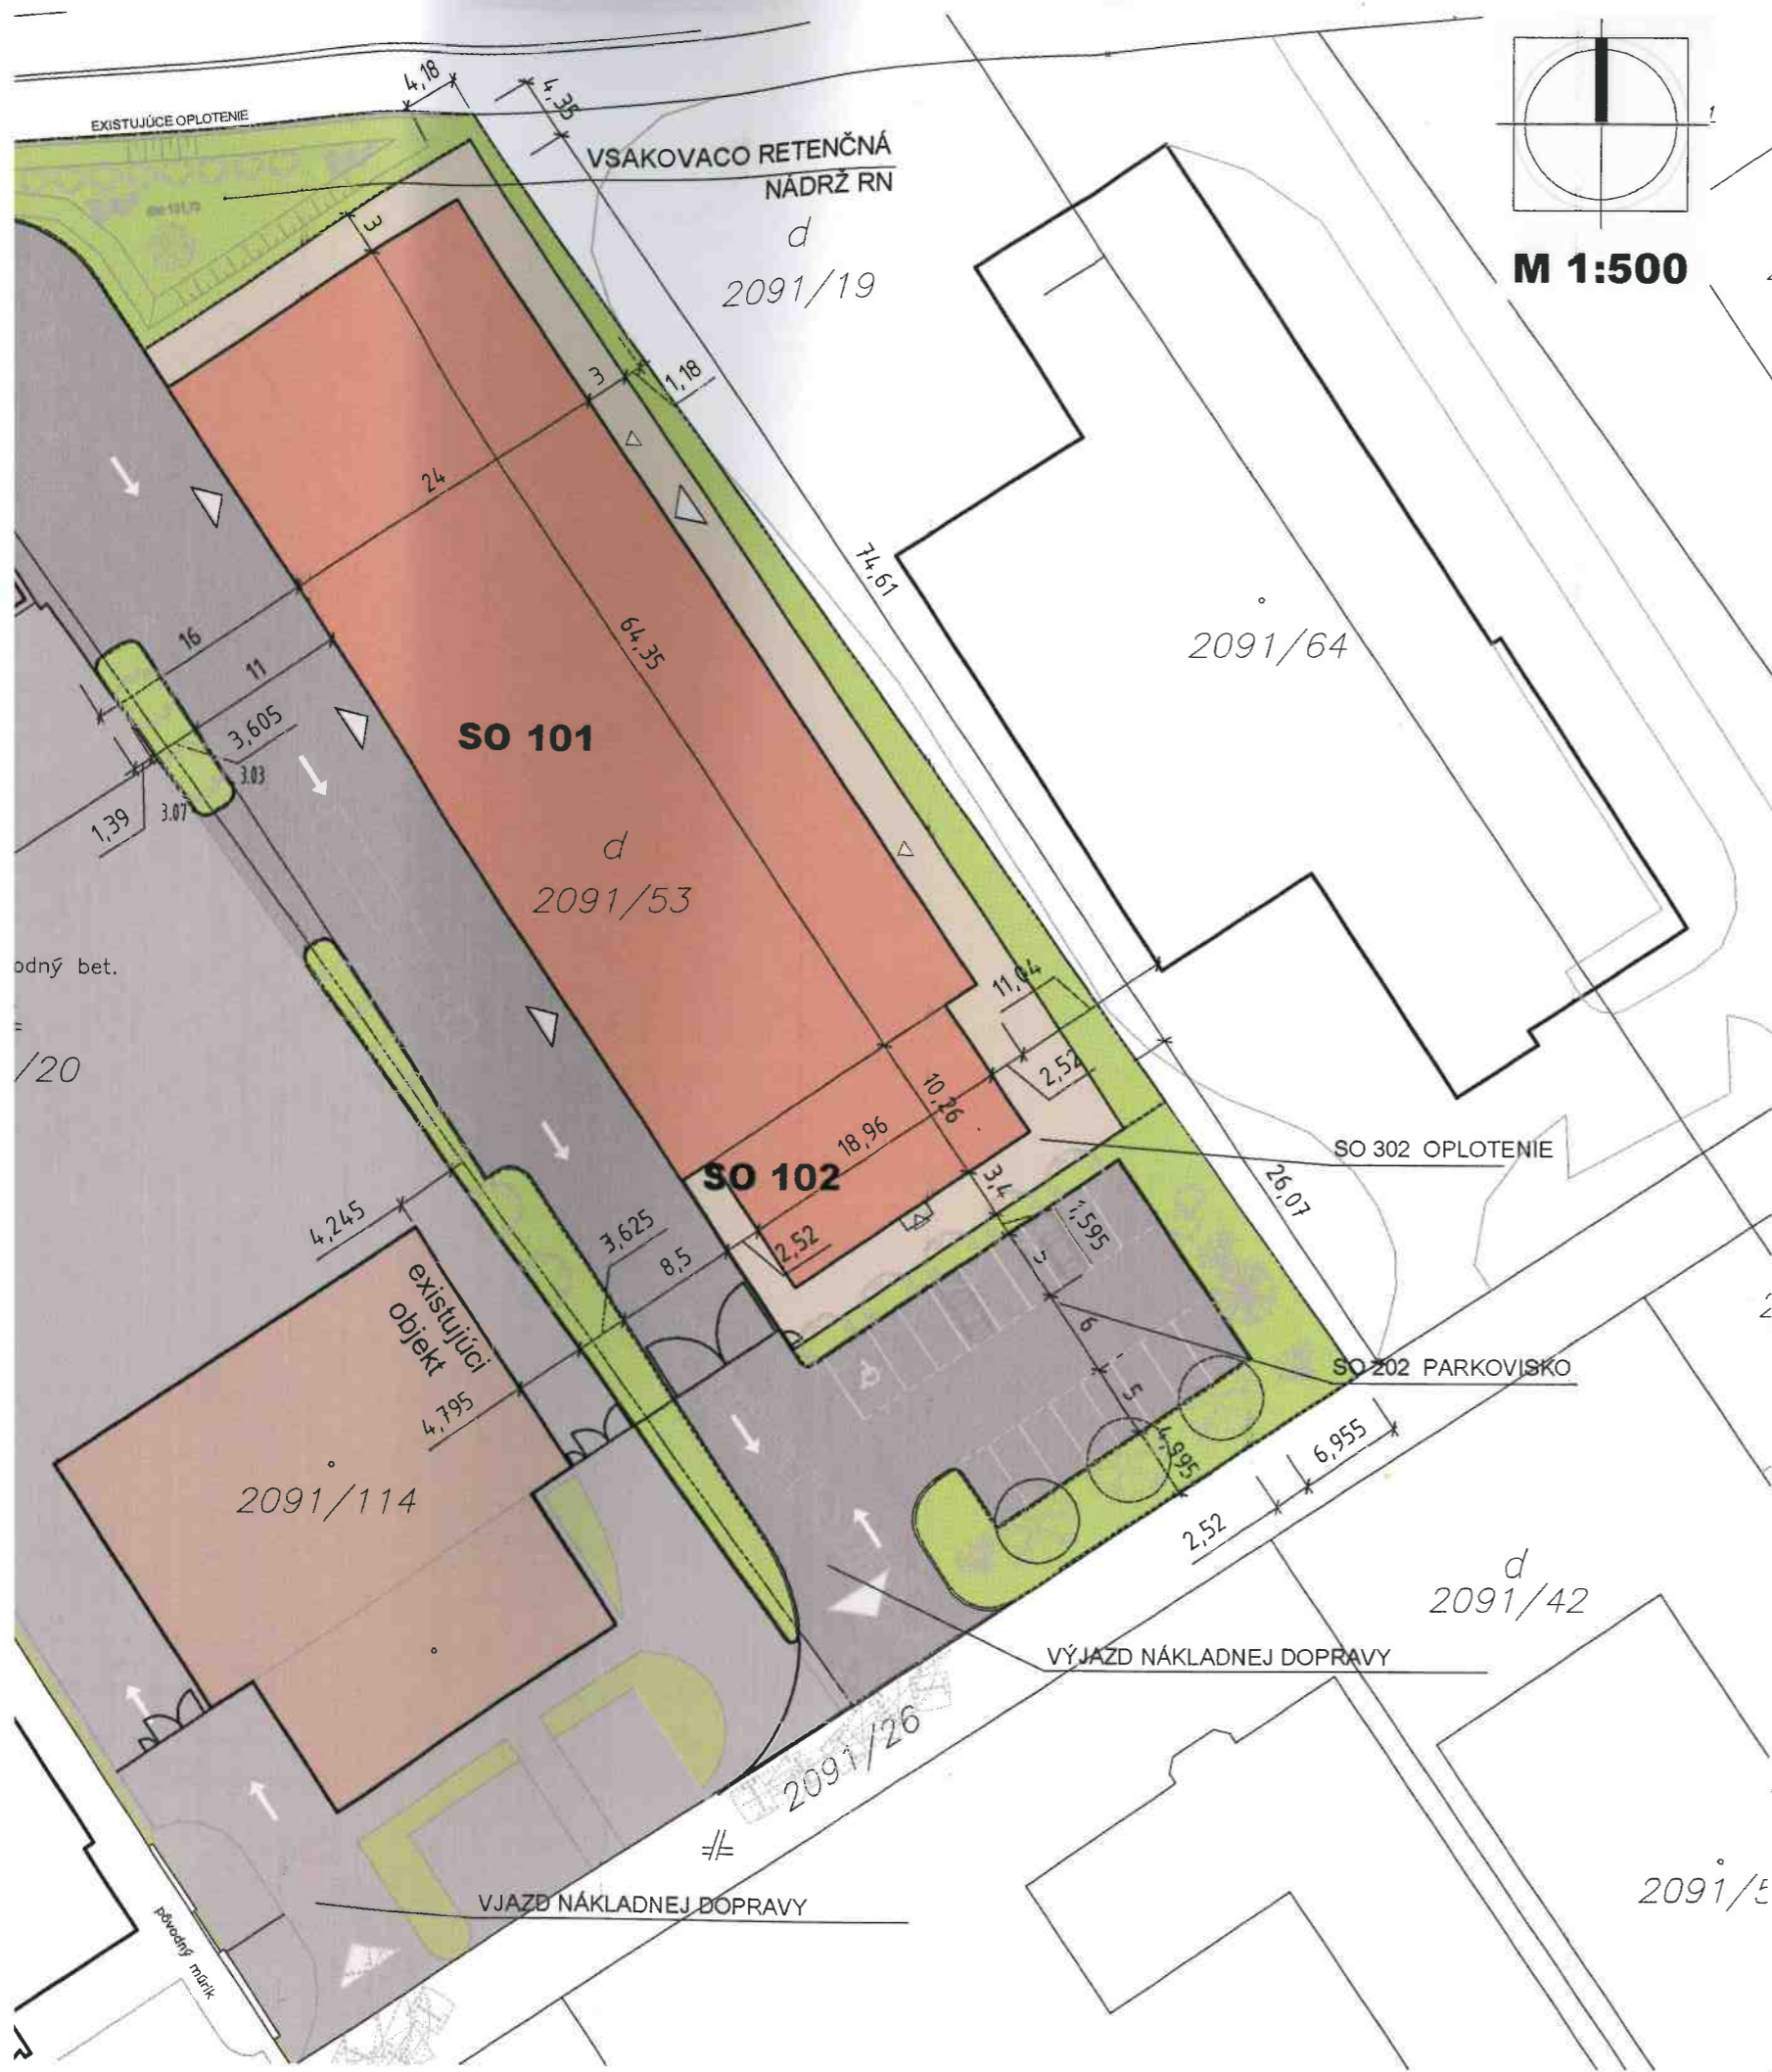 4,18
4,35
EXISTUJÚCE OPLOTENIE
VSAKOVACO RETENČNÁ
NÁDRŽ RN
d
2091/19
M 1:500
3
3
1,18
24
74,61
64,35
2091/64
16
11
3,605
3.03
3.07
1,39
SO 101
d
2091/53
odný bet.
/20
11,04
2,52
10,26
18,96
SO 102
3,4
SO 302 OPLOTENIE
26,07
4,245
3,625
8,5
2,52
1,595
5
6
5
4,995
existujúci
objekt
4,795
SO 202 PARKOVISKO
6,955
2,52
2091/114
d
2091/42
VÝJAZD NÁKLADNEJ DOPRAVY
2091/26
2091/5
VJAZD NÁKLADNEJ DOPRAVY
pôvodný múrik